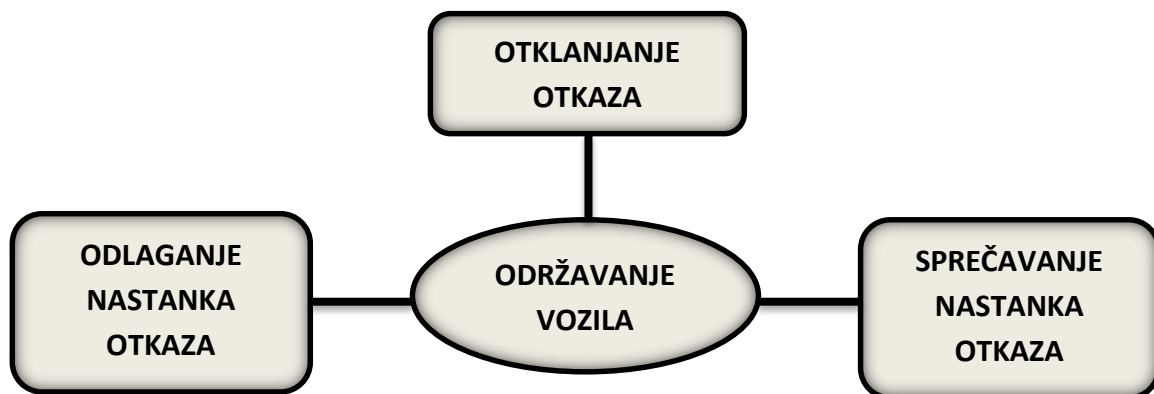 OTKLANJANJE
OTKAZA
ODLAGANJE
NASTANKA
OTKAZA
ODRŽAVANJE
VOZILA
SPREČAVANJE
NASTANKA
OTKAZA